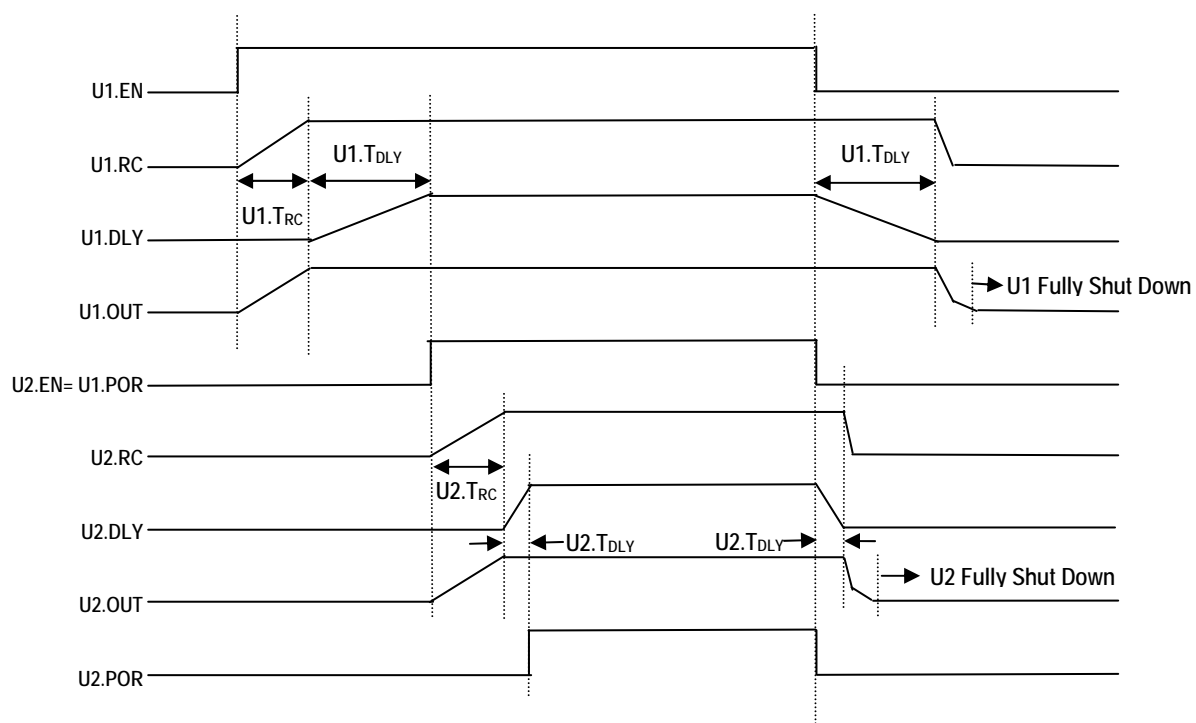 U1.EN
U1.RC
U1.TDLY
U1.TDLY
U1.TRC
U1.DLY
U1 Fully Shut Down
U1.OUT
U2.EN= U1.POR
U2.RC
U2.TRC
U2.DLY
U2.TDLY
U2.TDLY
U2 Fully Shut Down
U2.OUT
U2.POR